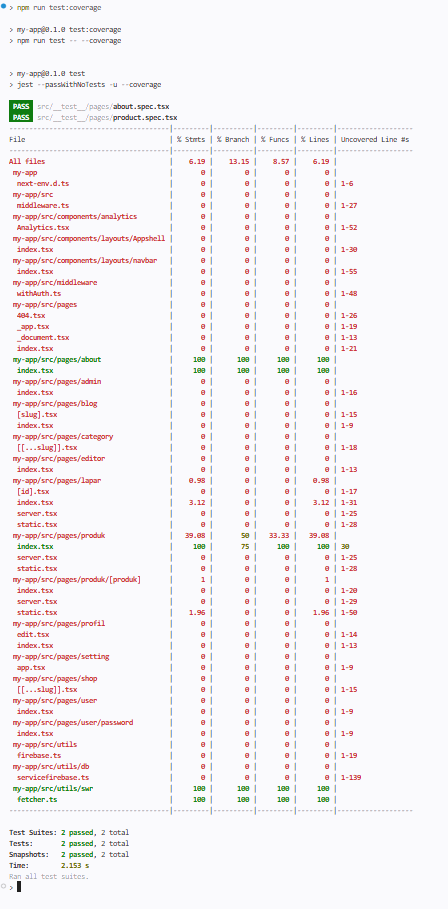 > npm run test:coverage
> my-app@0.1.0 test:coverage
> npm run test -- --coverage
> my-app@0.1.0 test
> jest --passWithNoTests -u --coverage
PASS src/__test__/pages/about.spec.tsx
PASS src/__test__/pages/product.spec.tsx
File | % Stmts | % Branch | % Funcs | % Lines | Uncovered Line #s
All files | 6.19 | 13.15 | 8.57 | 6.19 |
my-app | 0 | 0 | 0 | 0 |
next-env.d.ts | 0 | 0 | 0 | 0 | 1-6
my-app/src | 0 | 0 | 0 | 0 |
middleware.ts | 0 | 0 | 0 | 0 | 1-27
my-app/src/components/analytics | 0 | 0 | 0 | 0 |
Analytics.tsx | 0 | 0 | 0 | 0 | 1-52
my-app/src/components/layouts/Appshell | 0 | 0 | 0 | 0 |
index.tsx | 0 | 0 | 0 | 0 | 1-30
my-app/src/components/layouts/navbar | 0 | 0 | 0 | 0 |
index.tsx | 0 | 0 | 0 | 0 | 1-55
my-app/src/middleware | 0 | 0 | 0 | 0 |
withAuth.ts | 0 | 0 | 0 | 0 | 1-48
my-app/src/pages | 0 | 0 | 0 | 0 |
404.tsx | 0 | 0 | 0 | 0 | 1-26
_app.tsx | 0 | 0 | 0 | 0 | 1-19
_document.tsx | 0 | 0 | 0 | 0 | 1-13
index.tsx | 0 | 0 | 0 | 0 | 1-21
my-app/src/pages/about | 100 | 100 | 100 | 100 |
index.tsx | 100 | 100 | 100 | 100 |
my-app/src/pages/admin | 0 | 0 | 0 | 0 |
index.tsx | 0 | 0 | 0 | 0 | 1-16
my-app/src/pages/blog | 0 | 0 | 0 | 0 |
[slug].tsx | 0 | 0 | 0 | 0 | 1-15
index.tsx | 0 | 0 | 0 | 0 | 1-9
my-app/src/pages/category | 0 | 0 | 0 | 0 |
[[...slug]].tsx | 0 | 0 | 0 | 0 | 1-18
my-app/src/pages/editor | 0 | 0 | 0 | 0 |
index.tsx | 0 | 0 | 0 | 0 | 1-13
my-app/src/pages/lapar | 0.98 | 0 | 0 | 0.98 |
[id].tsx | 0 | 0 | 0 | 0 | 1-17
index.tsx | 3.12 | 0 | 0 | 3.12 | 1-31
server.tsx | 0 | 0 | 0 | 0 | 1-25
static.tsx | 0 | 0 | 0 | 0 | 1-28
my-app/src/pages/produk | 39.08 | 50 | 33.33 | 39.08 |
index.tsx | 100 | 75 | 100 | 100 | 30
server.tsx | 0 | 0 | 0 | 0 | 1-25
static.tsx | 0 | 0 | 0 | 0 | 1-28
my-app/src/pages/produk/[produk] | 1 | 0 | 0 | 1 |
index.tsx | 0 | 0 | 0 | 0 | 1-20
server.tsx | 0 | 0 | 0 | 0 | 1-29
static.tsx | 1.96 | 0 | 0 | 1.96 | 1-50
my-app/src/pages/profil | 0 | 0 | 0 | 0 |
edit.tsx | 0 | 0 | 0 | 0 | 1-14
index.tsx | 0 | 0 | 0 | 0 | 1-13
my-app/src/pages/setting | 0 | 0 | 0 | 0 |
app.tsx | 0 | 0 | 0 | 0 | 1-9
my-app/src/pages/shop | 0 | 0 | 0 | 0 |
[[...slug]].tsx | 0 | 0 | 0 | 0 | 1-15
my-app/src/pages/user | 0 | 0 | 0 | 0 |
index.tsx | 0 | 0 | 0 | 0 | 1-9
my-app/src/pages/user/password | 0 | 0 | 0 | 0 |
index.tsx | 0 | 0 | 0 | 0 | 1-9
my-app/src/utils | 0 | 0 | 0 | 0 |
firebase.ts | 0 | 0 | 0 | 0 | 1-19
my-app/src/utils/db | 0 | 0 | 0 | 0 |
servicefirebase.ts | 0 | 0 | 0 | 0 | 1-139
my-app/src/utils/swr | 100 | 100 | 100 | 100 |
fetcher.ts | 100 | 100 | 100 | 100 |
Test Suites: 2 passed, 2 total
Tests: 2 passed, 2 total
Snapshots: 2 passed, 2 total
Time: 2.153 s
Ran all test suites.
>